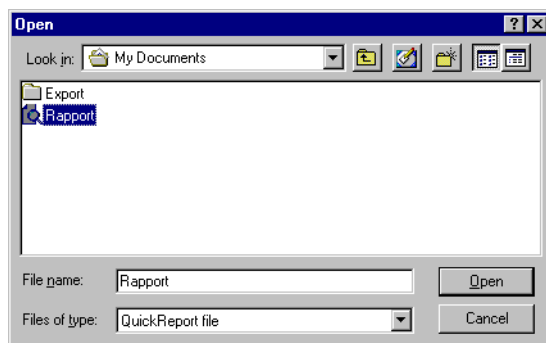 Open
Look in: My Documents
Export
Rapport
File name: Rapport Open
Files of type: QuickReport file Cancel